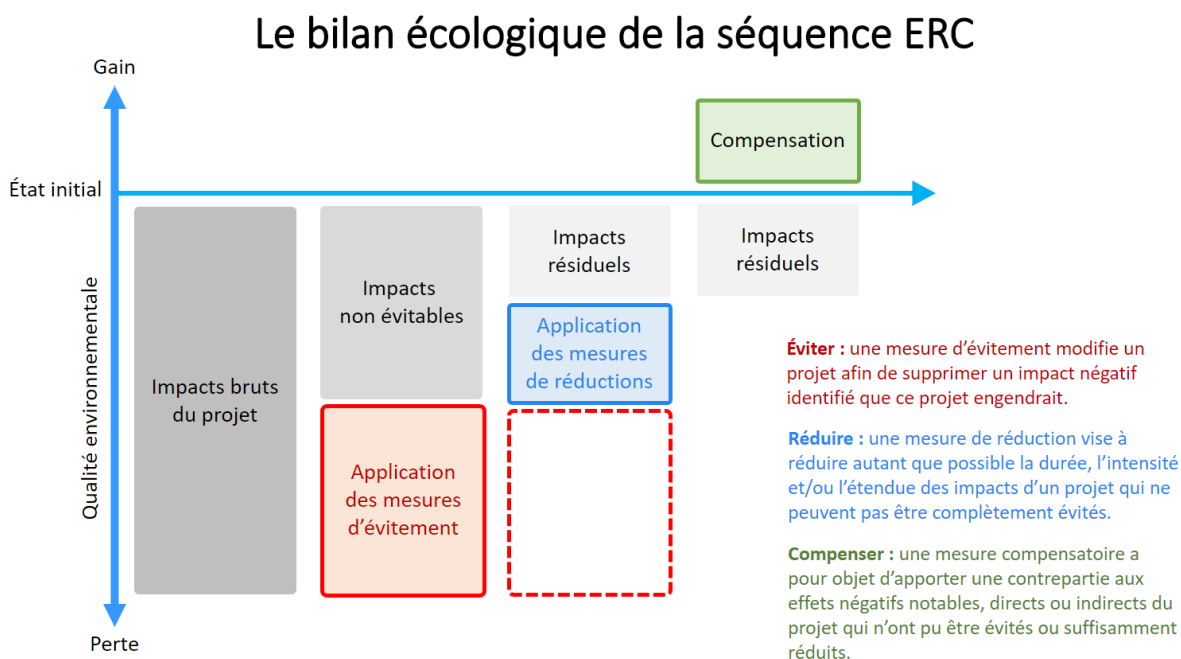 Le bilan écologique de la séquence ERC
Gain
État initial
Qualité environnementale
Perte
Impacts bruts
du projet
Impacts
non évitables
Application
des mesures
d'évitement
Impacts
résiduels
Application
des mesures
de réductions
Compensation
Impacts
résiduels
Éviter : une mesure d'évitement modifie un
projet afin de supprimer un impact négatif
identifié que ce projet engendrait.
Réduire : une mesure de réduction vise à
réduire autant que possible la durée, l'intensité
et/ou l'étendue des impacts d'un projet qui ne
peuvent pas être complètement évités.
Compenser : une mesure compensatoire a
pour objet d'apporter une contrepartie aux
effets négatifs notables, directs ou indirects du
projet qui n'ont pu être évités ou suffisamment
réduits.